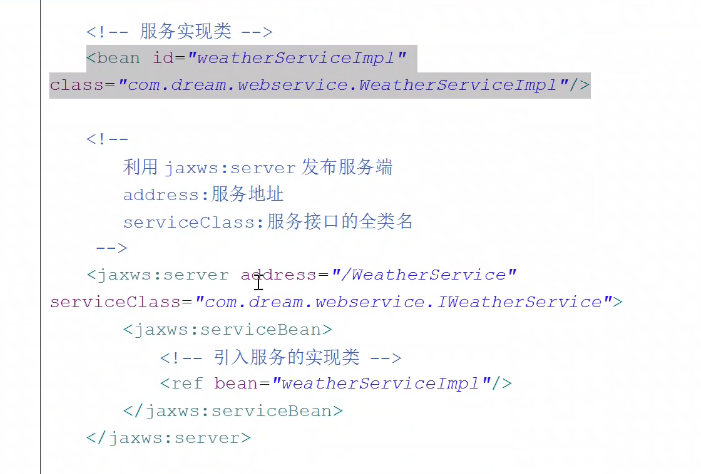 <!-- 服务实现类 -->
<bean id="weatherServiceImpl"
class="com.dream.webservice.WeatherServiceImpl"/>
<!--
利用 jaxws:server 发布服务端
address:服务地址
serviceClass:服务接口的全类名
-->
<jaxws:server address="/WeatherService"
serviceClass="com.dream.webservice.IWeatherService">
<jaxws:serviceBean>
<!-- 引入服务的实现类 -->
<ref bean="weatherServiceImpl"/>
</jaxws:serviceBean>
</jaxws:server>